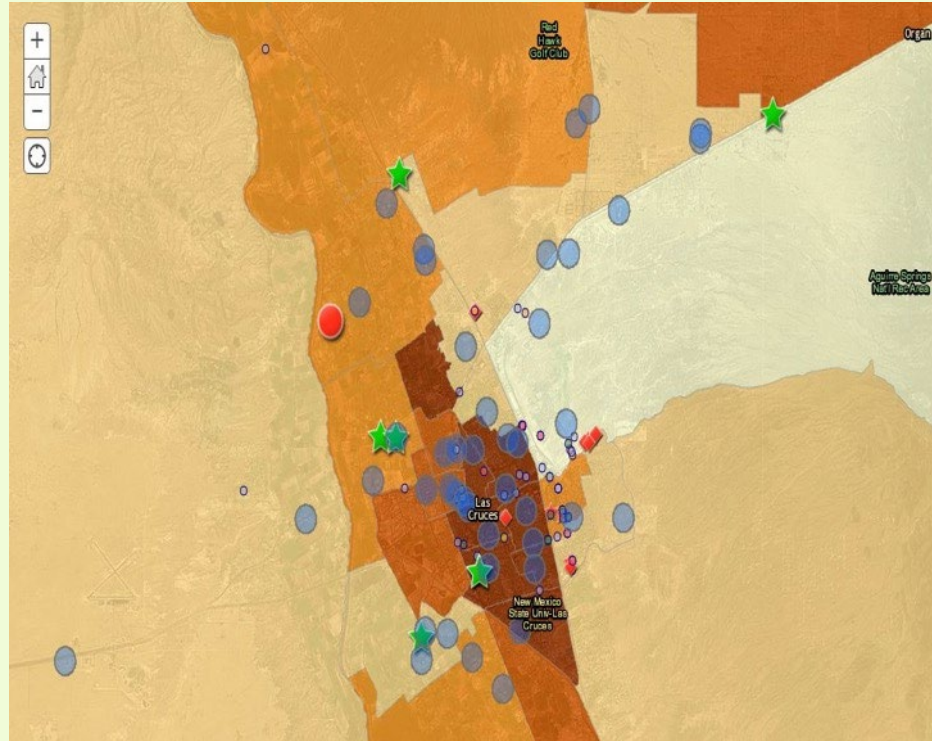 Red
Hawk
Golf Club
Organ
Aguirre Springs
Nat'l Rec Area
Las
Cruces
New Mexico
State Univ-Las
Cruces